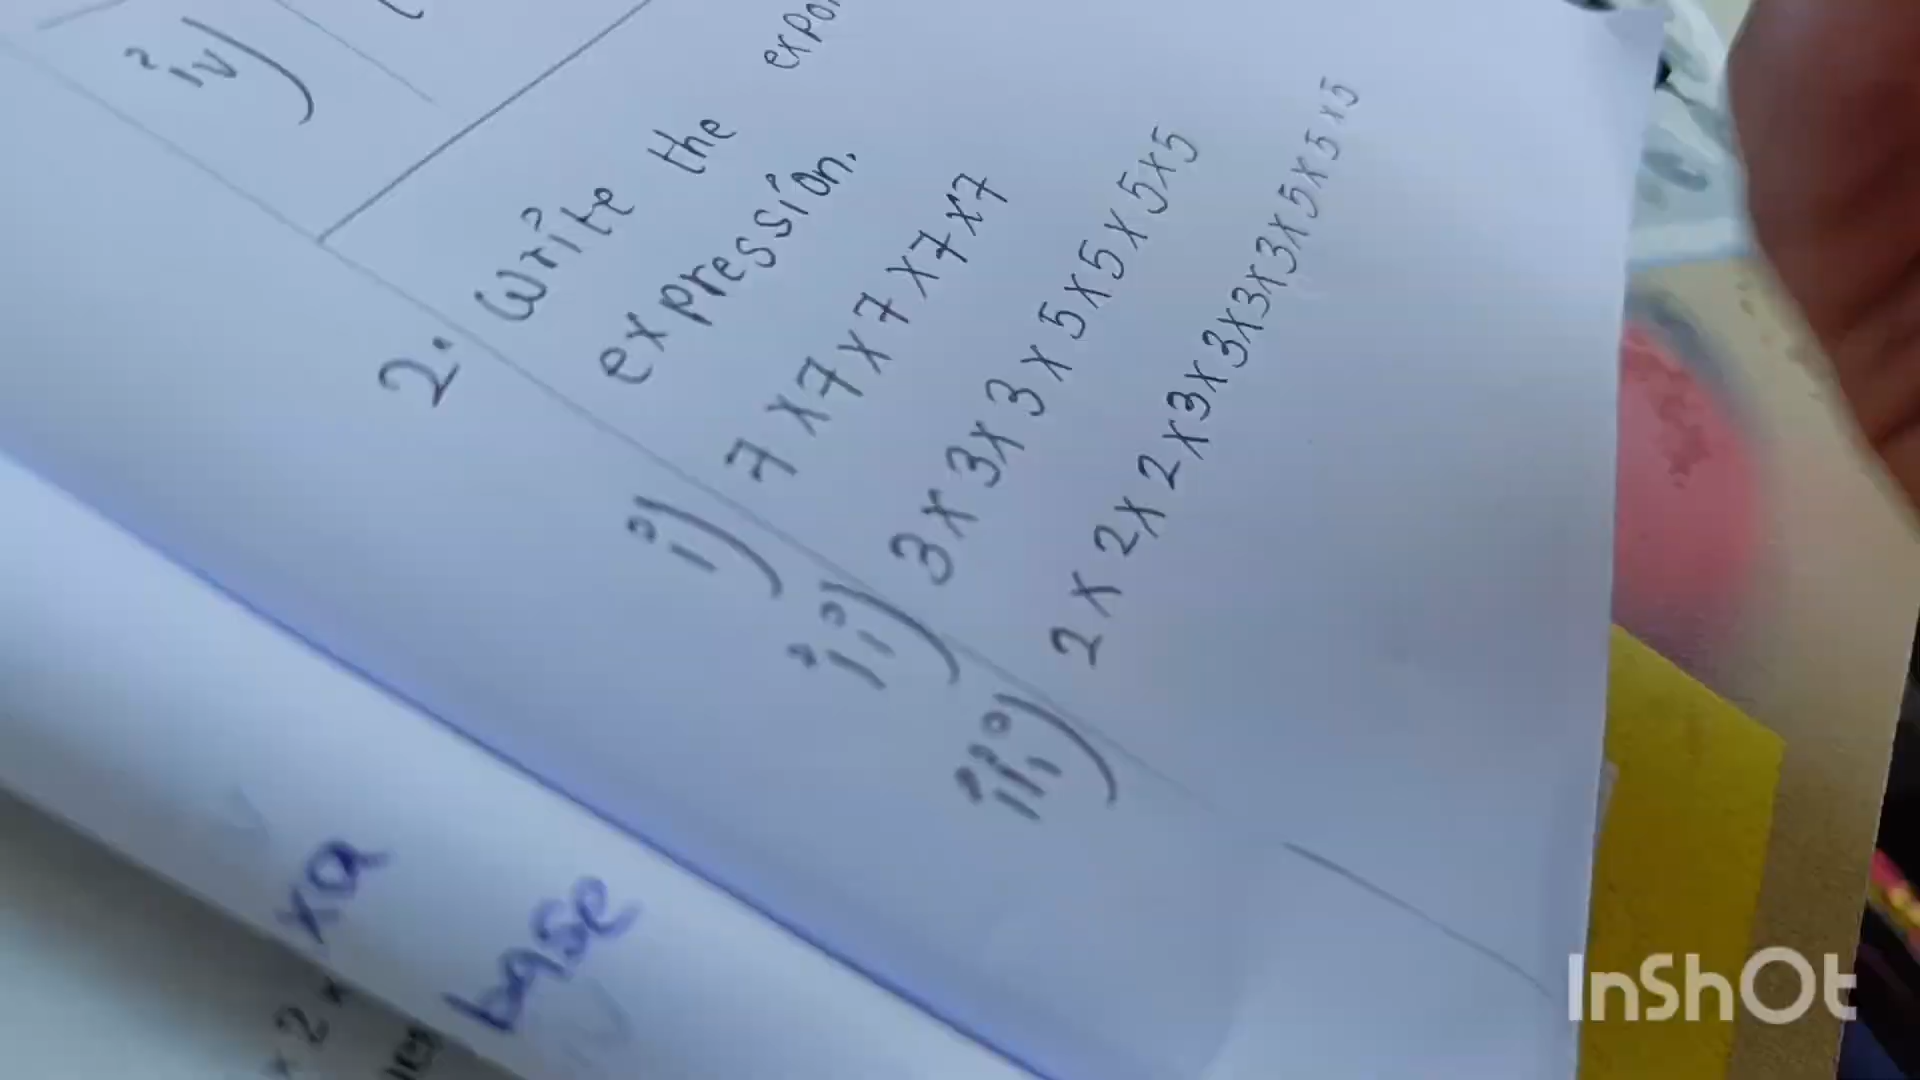 iv)
2. Write the
expression.
i) 7 x 7 x 7 x 7 x 7
ii) 3 x 3 x 3 x 5 x 5 x 5 x 5
iii) 2 x 2 x 2 x 3 x 3 x 3 x 3 x 5 x 5 x 5
x a
x 2 x
base
InShOt